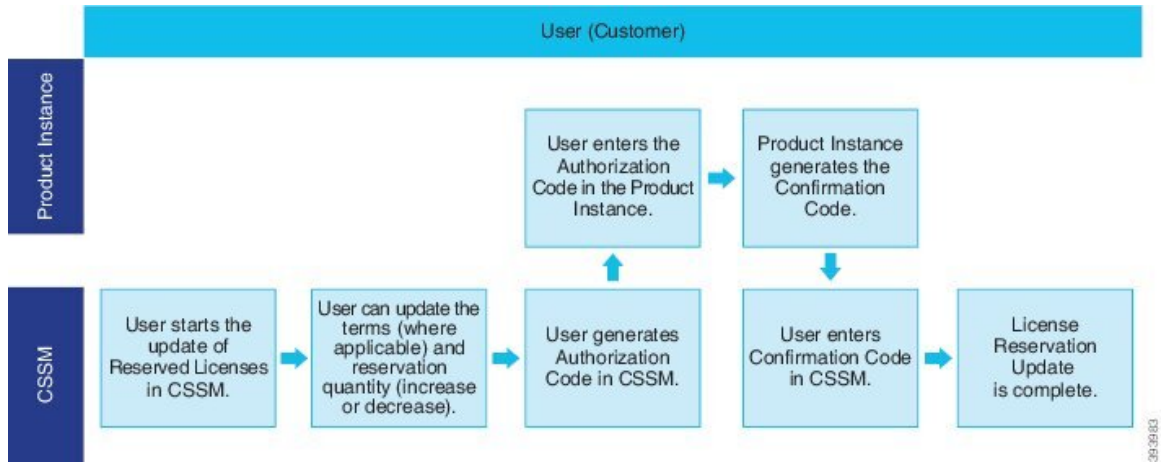 User (Customer)
Product Instance
User enters the
Authorization
Code in the Product
Instance.
Product Instance
generates the
Confirmation
Code.
CSSM
User starts the
update of
Reserved Licenses
in CSSM.
User can update the
terms (where
applicable) and
reservation
quantity (increase
or decrease).
User generates
Authorization
Code in CSSM.
User enters
Confirmation Code
in CSSM.
License
Reservation
Update
is complete.
393983